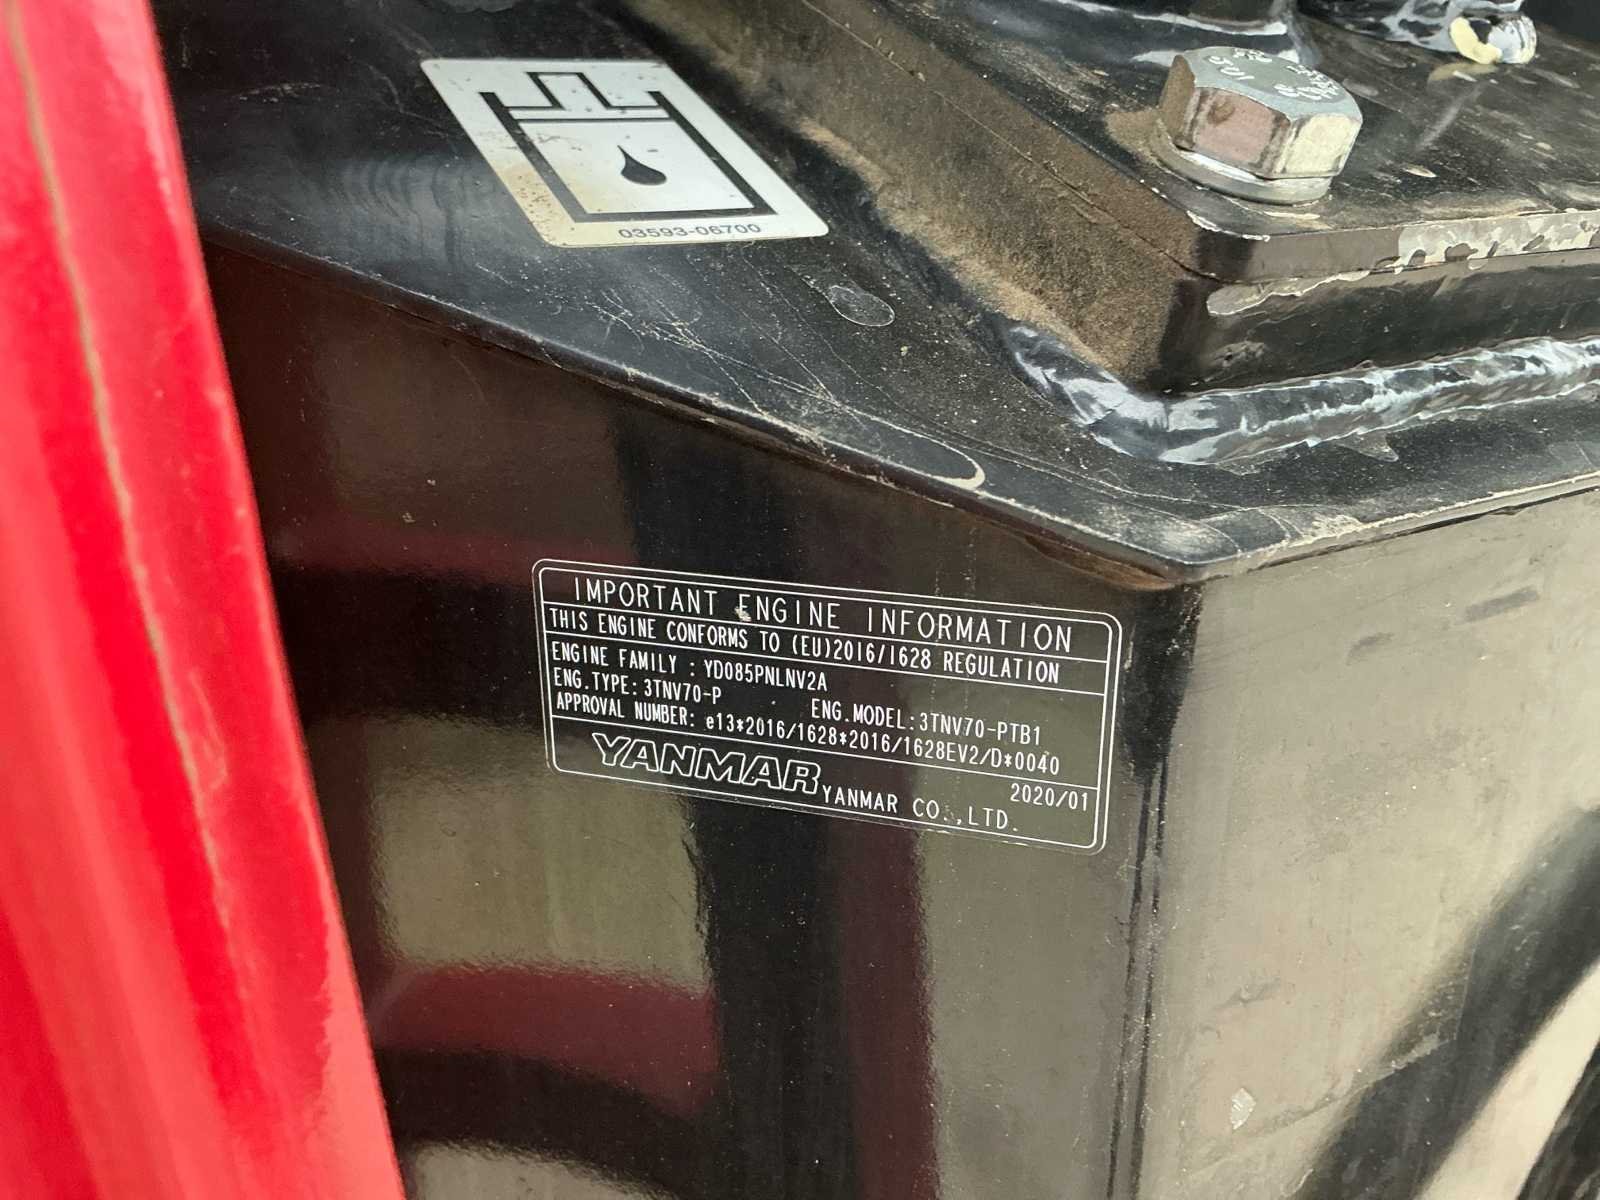 03593-06700
IMPORTANT ENGINE INFORMATION
THIS ENGINE CONFORMS TO (EU)2016/1628 REGULATION
ENGINE FAMILY : YD085PNLNV2A
ENG.TYPE: 3TNV70-P ENG.MODEL: 3TNV70-PTB1
APPROVAL NUMBER: e13*2016/1628*2016/1628EV2/D*0040
2020/01
YANMAR YANMAR CO.,LTD.